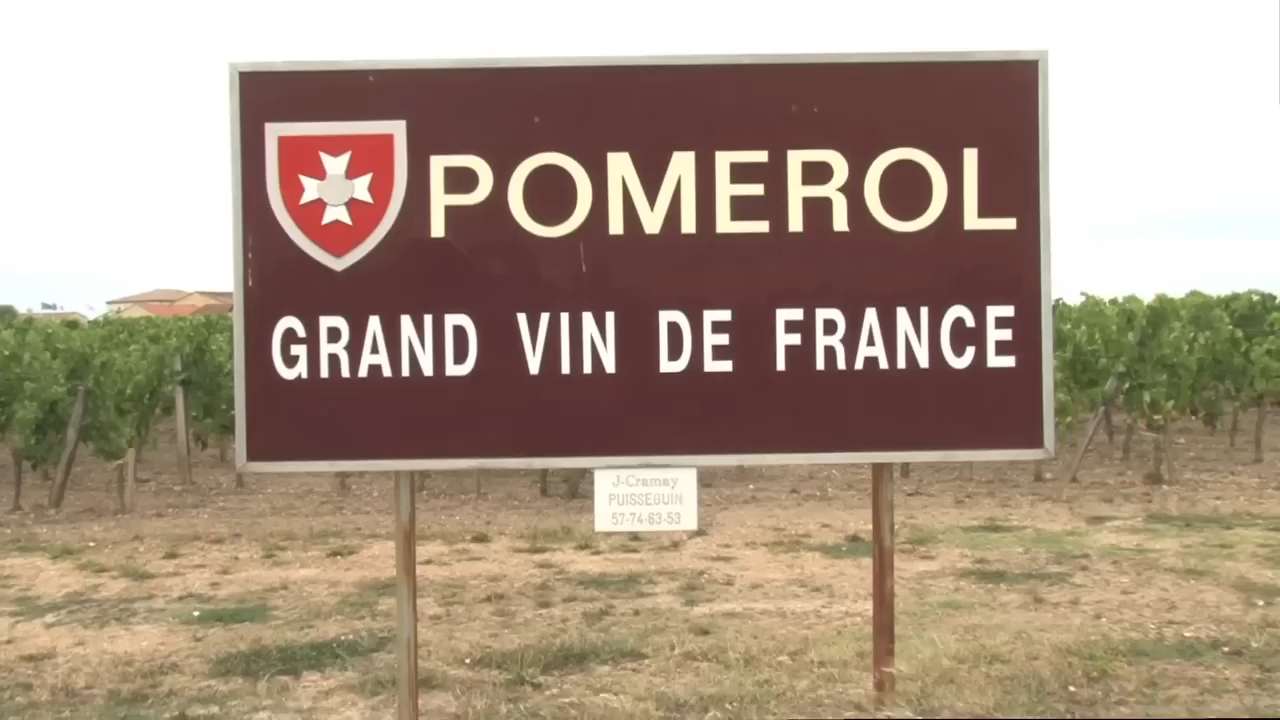 POMEROL
GRAND VIN DE FRANCE
J-Cramay
PUISSEGUIN
57-74-63-53